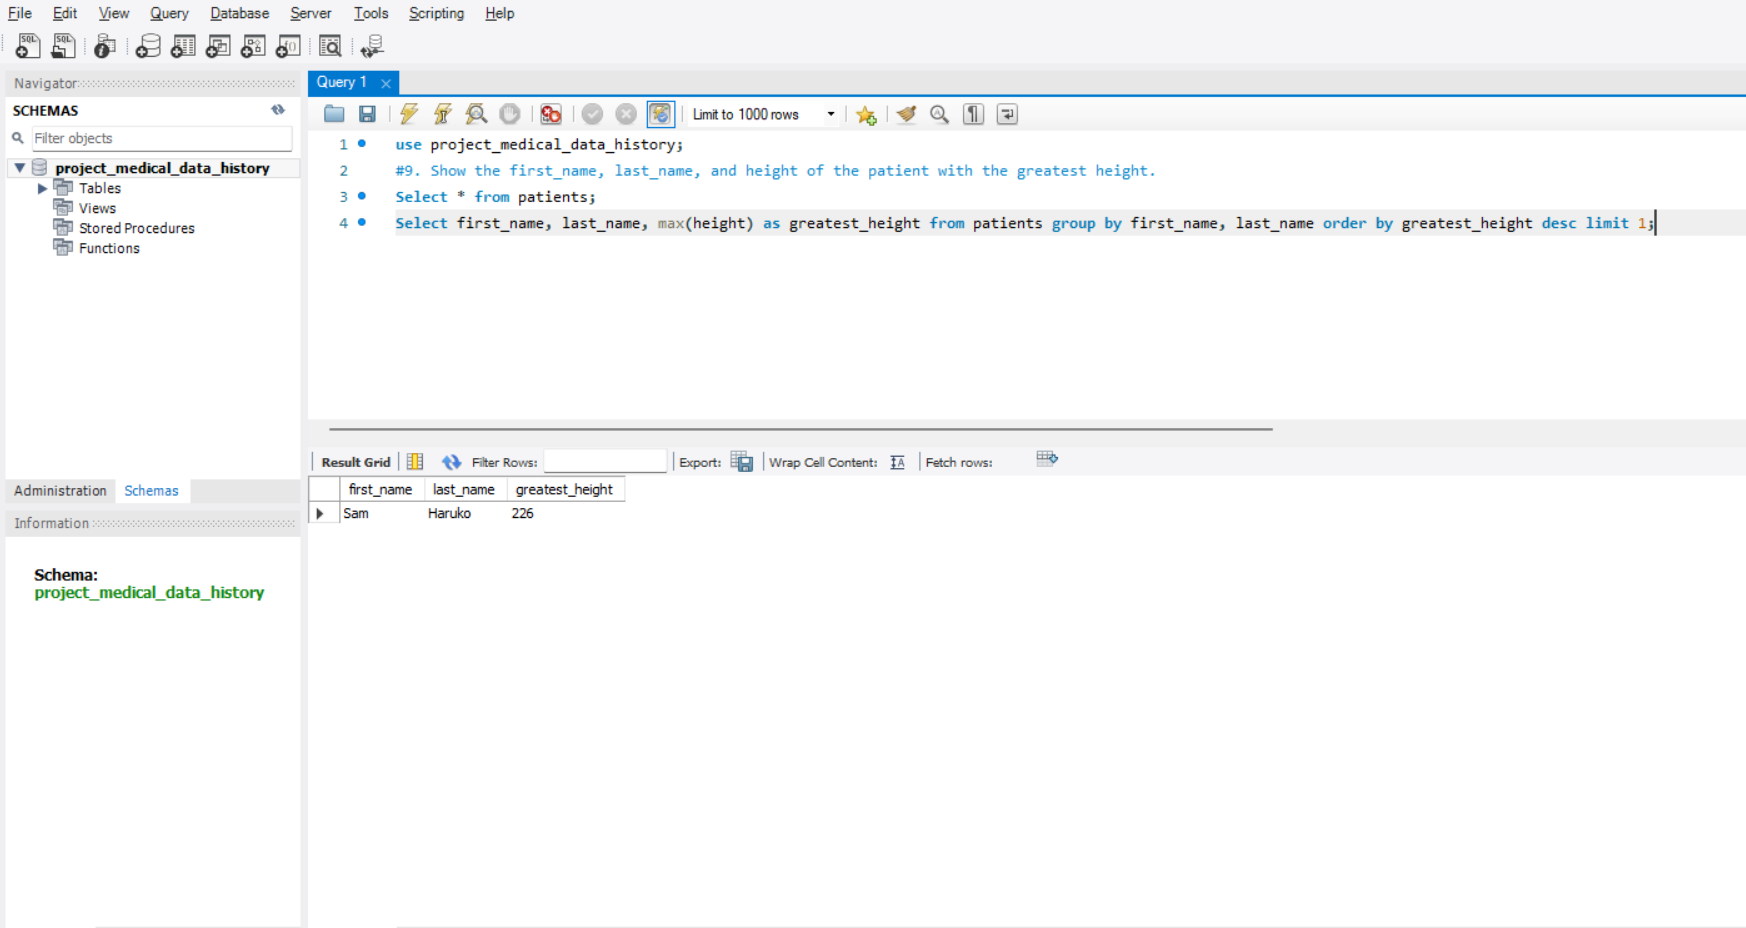 File Edit View Query Database Server Tools Scripting Help
Navigator
SCHEMAS
Filter objects
project_medical_data_history
Tables
Views
Stored Procedures
Functions
Administration Schemas
Information
Schema:
project_medical_data_history
Query 1
Limit to 1000 rows
1 use project_medical_data_history;
2 #9. Show the first_name, last_name, and height of the patient with the greatest height.
3 Select * from patients;
4 Select first_name, last_name, max(height) as greatest_height from patients group by first_name, last_name order by greatest_height desc limit 1;
Result Grid Filter Rows: Export: Wrap Cell Content: Fetch rows:
first_name last_name greatest_height
Sam Haruko 226